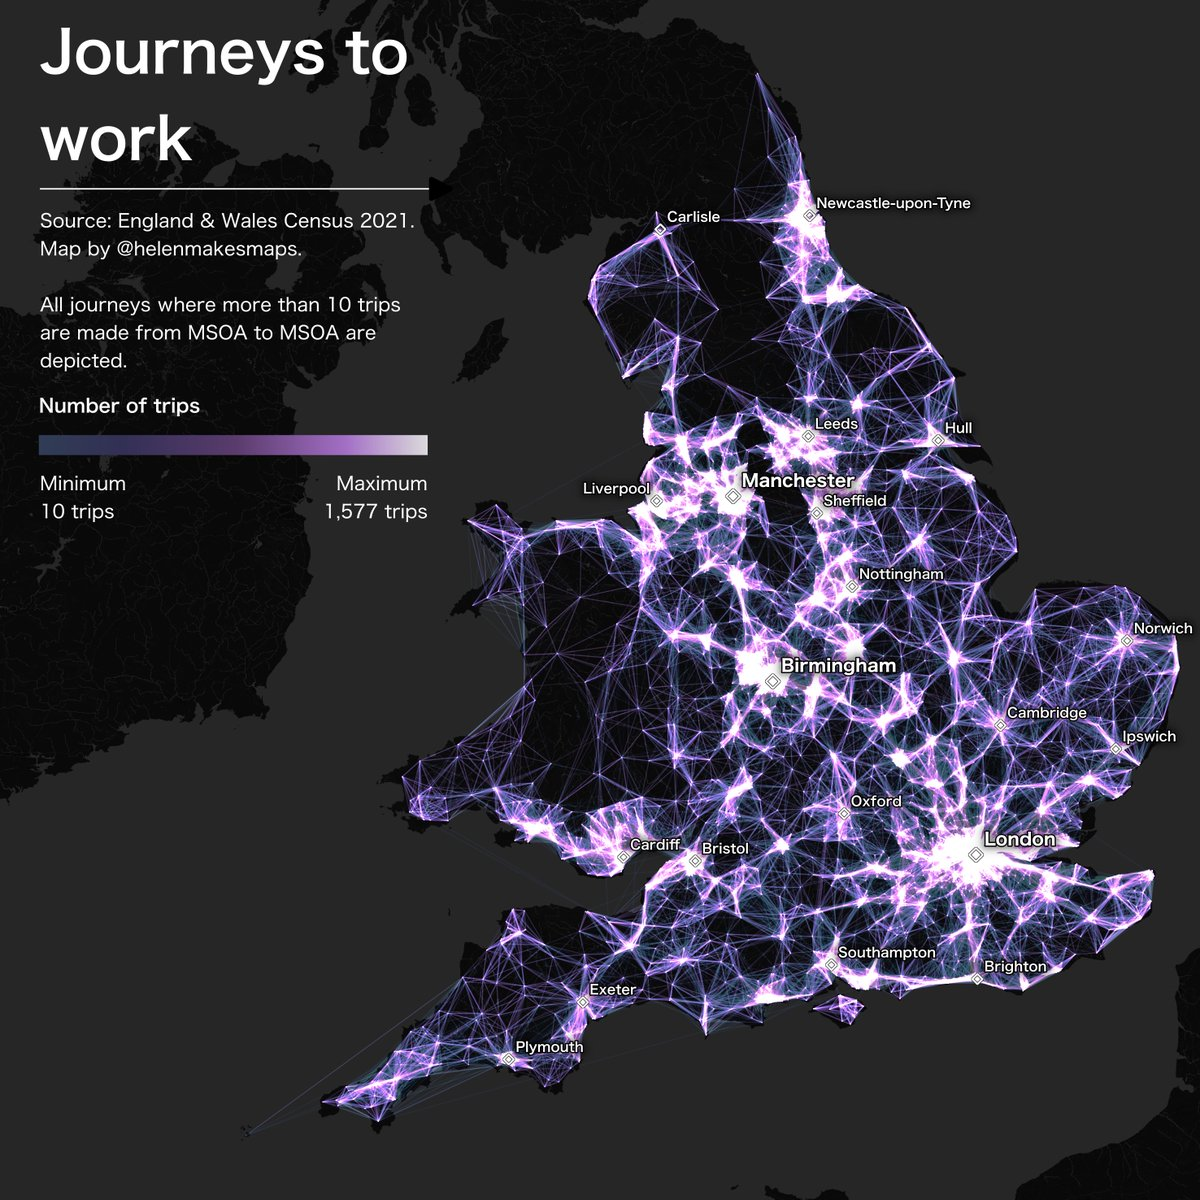 Journeys to
work
Source: England & Wales Census 2021.
Map by @helenmakesmaps.
All journeys where more than 10 trips
are made from MSOA to MSOA are
depicted.
Number of trips
Minimum
10 trips
Maximum
1,577 trips
Newcastle-upon-Tyne
Carlisle
Leeds
Hull
Manchester
Liverpool
Sheffield
Nottingham
Norwich
Birmingham
Cambridge
Ipswich
Oxford
London
Cardiff
Bristol
Southampton
Brighton
Exeter
Plymouth